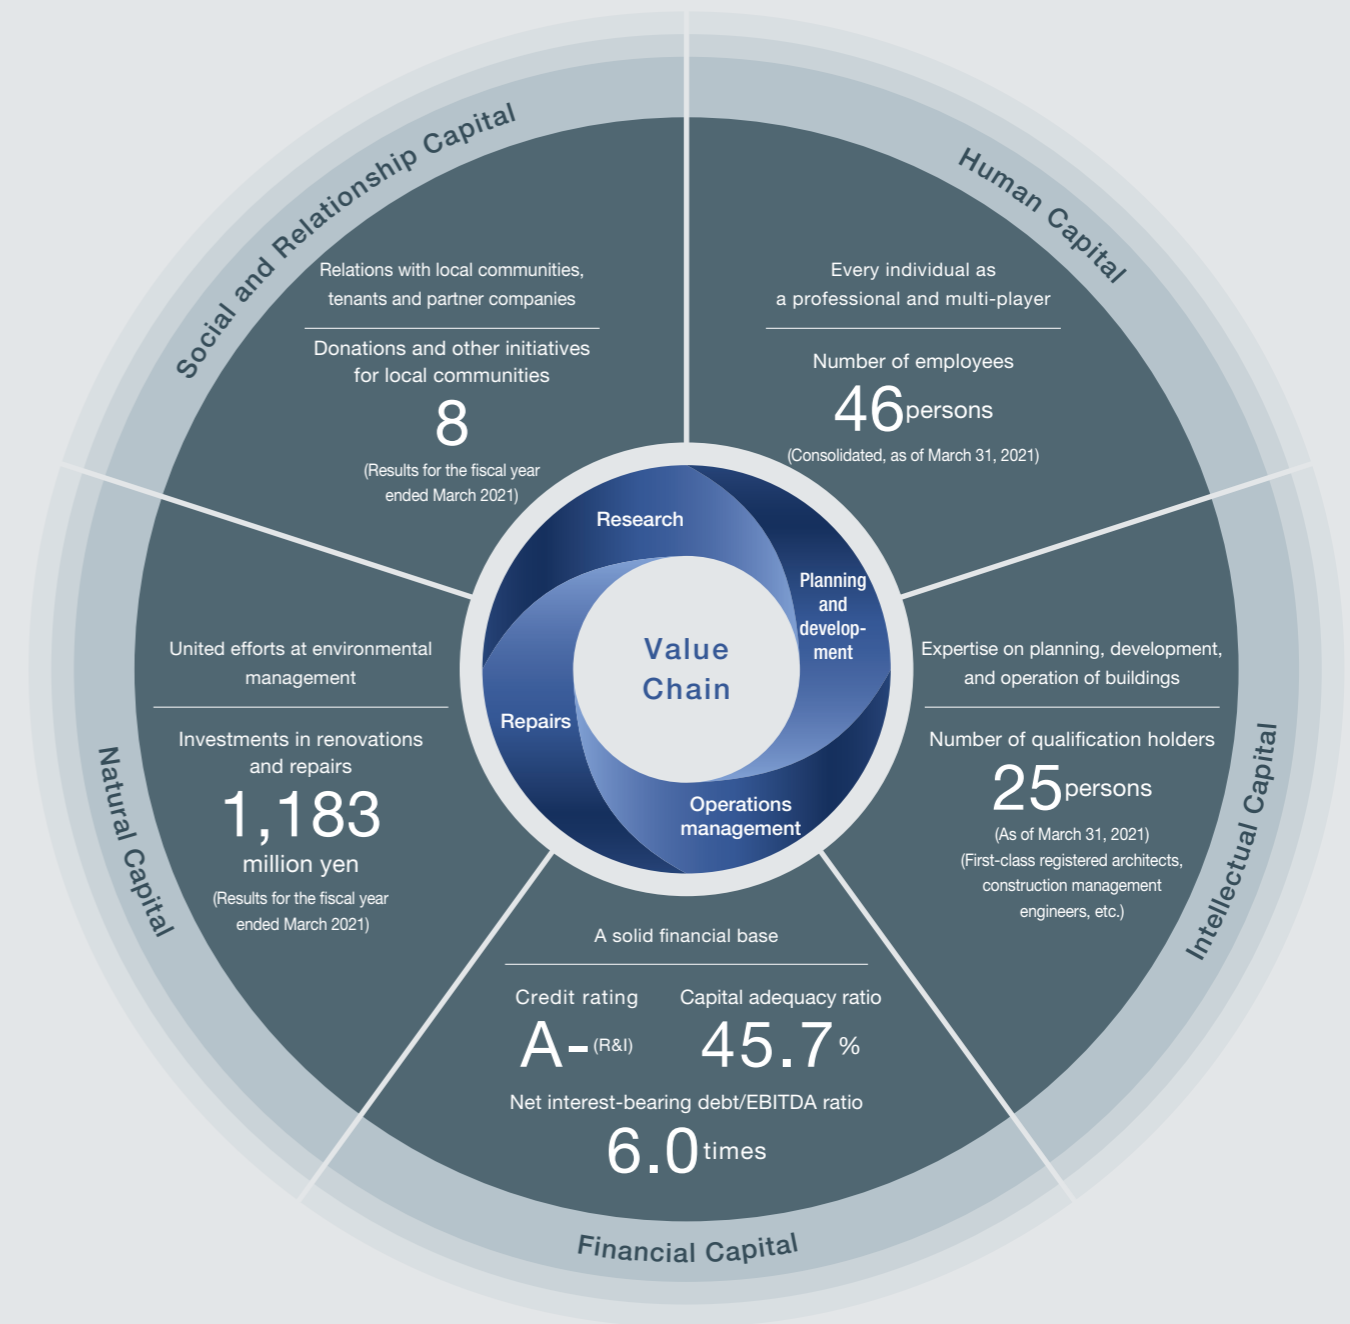 Social and Relationship Capital
Relations with local communities,
tenants and partner companies
Donations and other initiatives
for local communities
8
(Results for the fiscal year
ended March 2021)
Human Capital
Every individual as
a professional and multi-player
Number of employees
46persons
(Consolidated, as of March 31, 2021)
Intellectual Capital
Expertise on planning, development,
and operation of buildings
Number of qualification holders
25persons
(As of March 31, 2021)
(First-class registered architects,
construction management
engineers, etc.)
Financial Capital
A solid financial base
Credit rating
A-(R&I)
Capital adequacy ratio
45.7%
Net interest-bearing debt/EBITDA ratio
6.0times
Natural Capital
United efforts at environmental
management
Investments in renovations
and repairs
1,183
million yen
(Results for the fiscal year
ended March 2021)
Value
Chain
Research
Planning
and
develop-
ment
Operations
management
Repairs